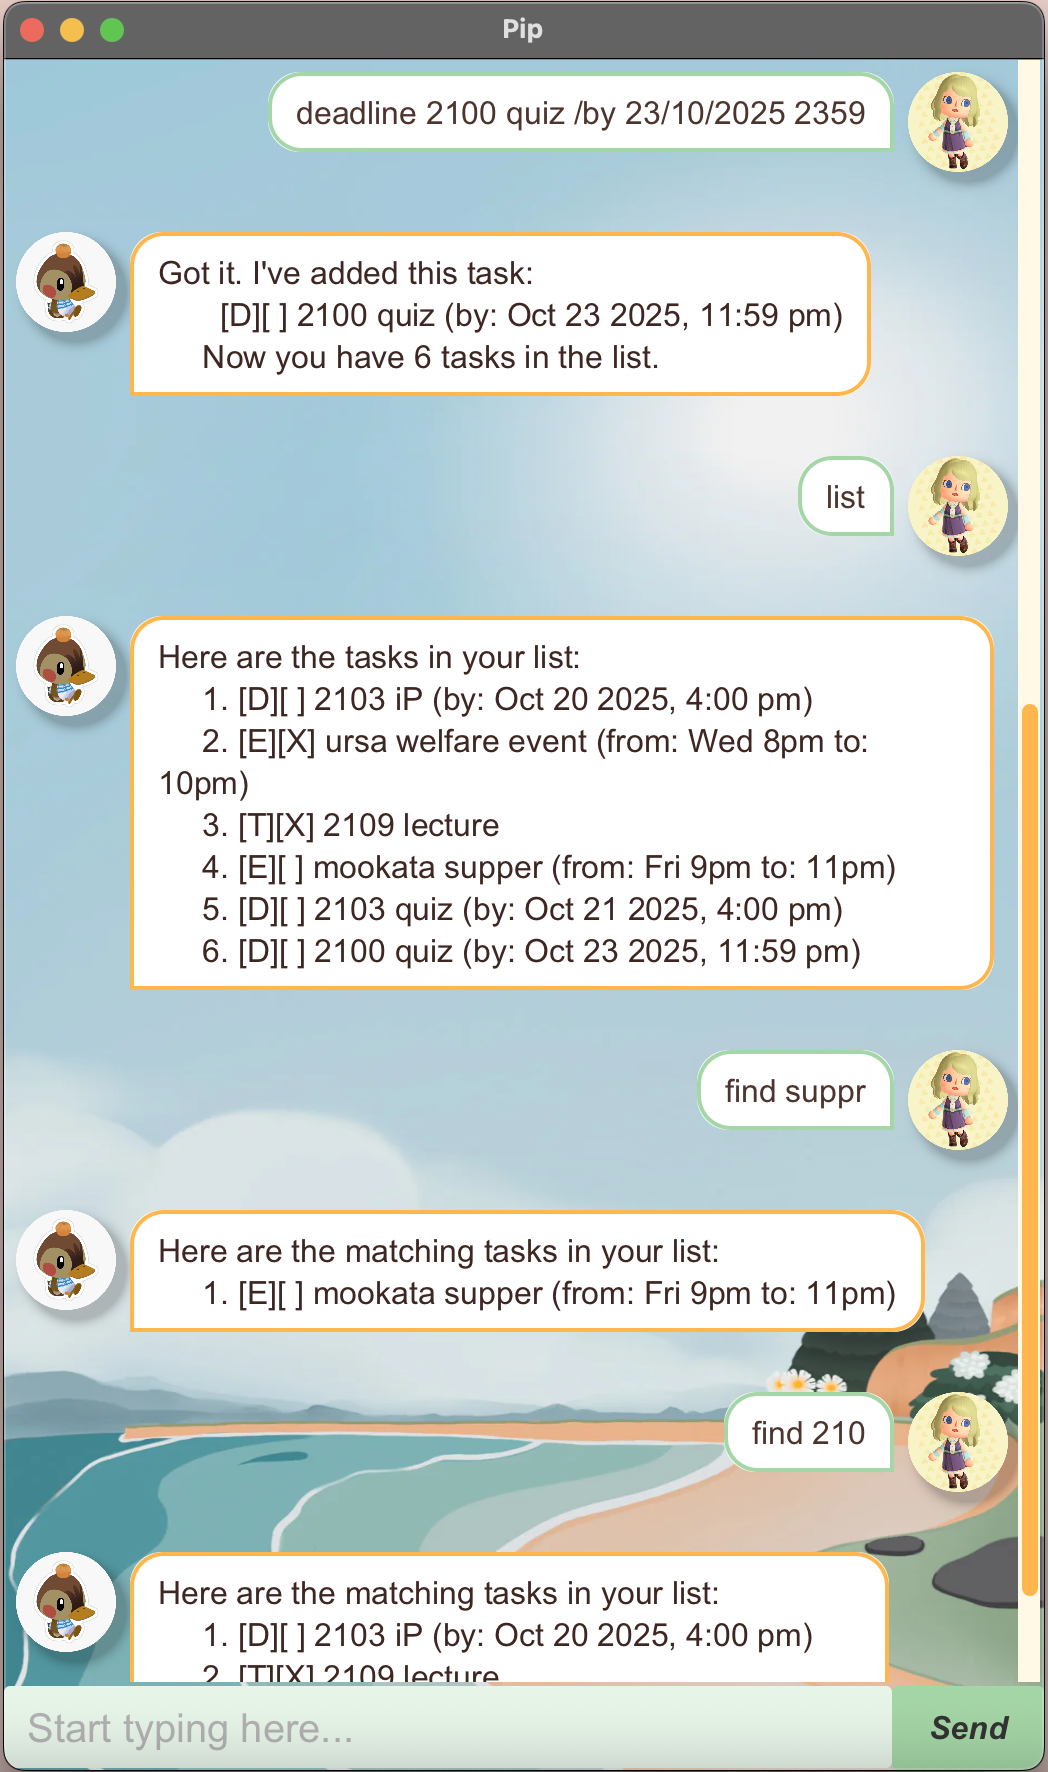 Pip
deadline 2100 quiz /by 23/10/2025 2359
Got it. I've added this task:
[D][ ] 2100 quiz (by: Oct 23 2025, 11:59 pm)
Now you have 6 tasks in the list.
list
Here are the tasks in your list:
1. [D][ ] 2103 iP (by: Oct 20 2025, 4:00 pm)
2. [E][X] ursa welfare event (from: Wed 8pm to:
10pm)
3. [T][X] 2109 lecture
4. [E][ ] mookata supper (from: Fri 9pm to: 11pm)
5. [D][ ] 2103 quiz (by: Oct 21 2025, 4:00 pm)
6. [D][ ] 2100 quiz (by: Oct 23 2025, 11:59 pm)
find suppr
Here are the matching tasks in your list:
1. [E][ ] mookata supper (from: Fri 9pm to: 11pm)
find 210
Here are the matching tasks in your list:
1. [D][ ] 2103 iP (by: Oct 20 2025, 4:00 pm)
2. [T][X] 2109 lecture
Start typing here...
Send